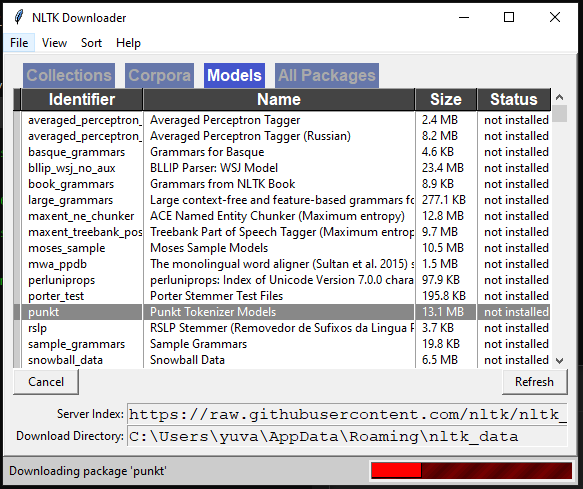 NLTK Downloader
File View Sort Help
Collections Corpora Models All Packages
Identifier Name Size Status
averaged_perceptron_ Averaged Perceptron Tagger 2.4 MB not installed
averaged_perceptron_ Averaged Perceptron Tagger (Russian) 8.2 MB not installed
basque_grammars Grammars for Basque 4.6 KB not installed
bllip_wsj_no_aux BLLIP Parser: WSJ Model 23.4 MB not installed
book_grammars Grammars from NLTK Book 8.9 KB not installed
large_grammars Large context-free and feature-based grammars fo 277.1 KB not installed
maxent_ne_chunker ACE Named Entity Chunker (Maximum entropy) 12.8 MB not installed
maxent_treebank_pos Treebank Part of Speech Tagger (Maximum entrop 9.7 MB not installed
moses_sample Moses Sample Models 10.5 MB not installed
mwa_ppdb The monolingual word aligner (Sultan et al. 2015) s 1.5 MB not installed
perluniprops perluniprops: Index of Unicode Version 7.0.0 chara 97.9 KB not installed
porter_test Porter Stemmer Test Files 195.8 KB not installed
punkt Punkt Tokenizer Models 13.1 MB not installed
rslp RSLP Stemmer (Removedor de Sufixos da Lingua P 3.7 KB not installed
sample_grammars Sample Grammars 19.8 KB not installed
snowball_data Snowball Data 6.5 MB not installed
Cancel Refresh
Server Index: https://raw.githubusercontent.com/nltk/nltk_
Download Directory: C:\Users\yuva\AppData\Roaming\nltk_data
Downloading package 'punkt'